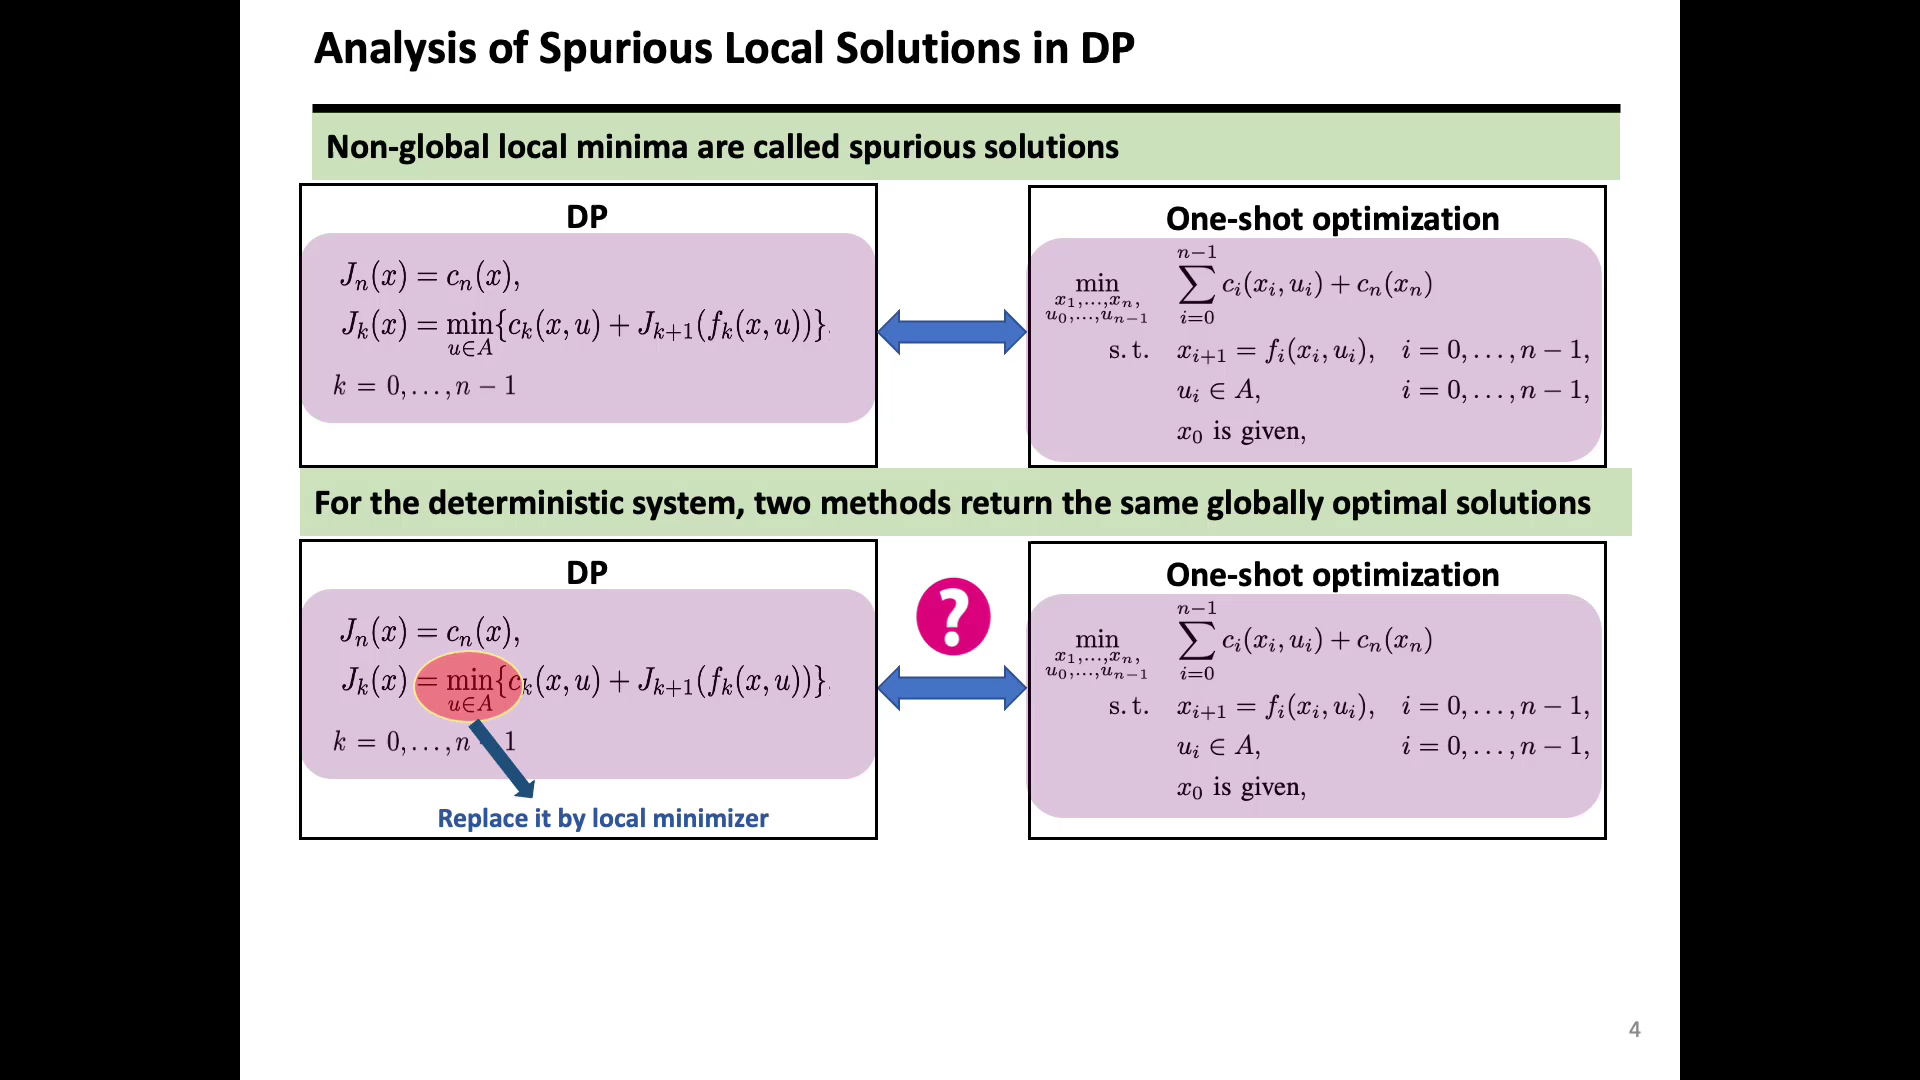 Analysis of Spurious Local Solutions in DP
Non-global local minima are called spurious solutions
DP
Jₙ(x) = cₙ(x),
Jₖ(x) = min{cₖ(x, u) + Jₖ₊₁(fₖ(x, u))}.
u∈A
k = 0, . . . , n − 1
One-shot optimization
n−1
min ∑ cᵢ(xᵢ, uᵢ) + cₙ(xₙ)
x₁,...,xₙ,
u₀,...,uₙ₋₁ i=0
s. t. xᵢ₊₁ = fᵢ(xᵢ, uᵢ), i = 0, . . . , n − 1,
uᵢ ∈ A, i = 0, . . . , n − 1,
x₀ is given,
For the deterministic system, two methods return the same globally optimal solutions
DP
Jₙ(x) = cₙ(x),
Jₖ(x) = min{cₖ(x, u) + Jₖ₊₁(fₖ(x, u))}.
u∈A
k = 0, . . . , n − 1
Replace it by local minimizer
?
One-shot optimization
n−1
min ∑ cᵢ(xᵢ, uᵢ) + cₙ(xₙ)
x₁,...,xₙ,
u₀,...,uₙ₋₁ i=0
s. t. xᵢ₊₁ = fᵢ(xᵢ, uᵢ), i = 0, . . . , n − 1,
uᵢ ∈ A, i = 0, . . . , n − 1,
x₀ is given,
4